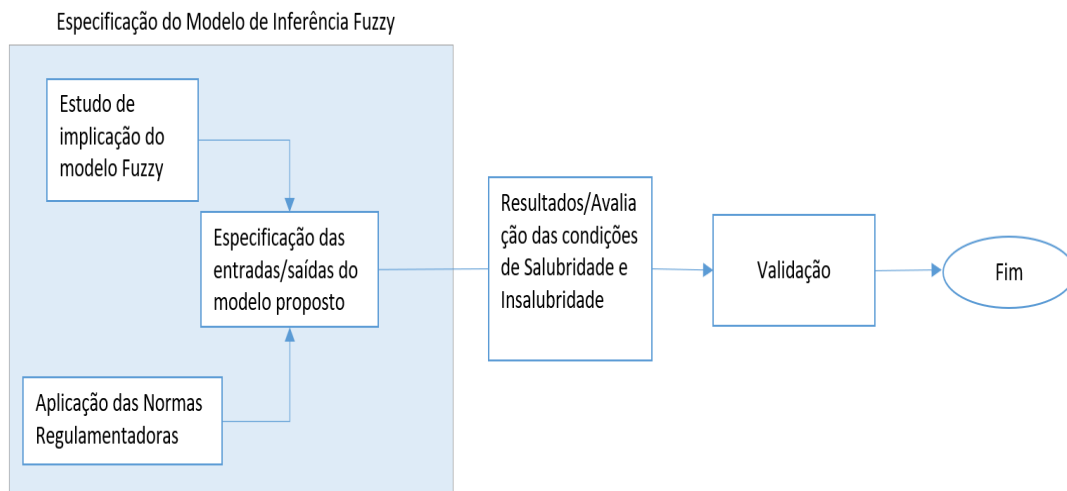 Especificação do Modelo de Inferência Fuzzy
Estudo de
implicação do
modelo Fuzzy
Especificação das
entradas/saídas do
modelo proposto
Aplicação das Normas
Regulamentadoras
Resultados/Avalia
ção das condições
de Salubridade e
Insalubridade
Validação
Fim